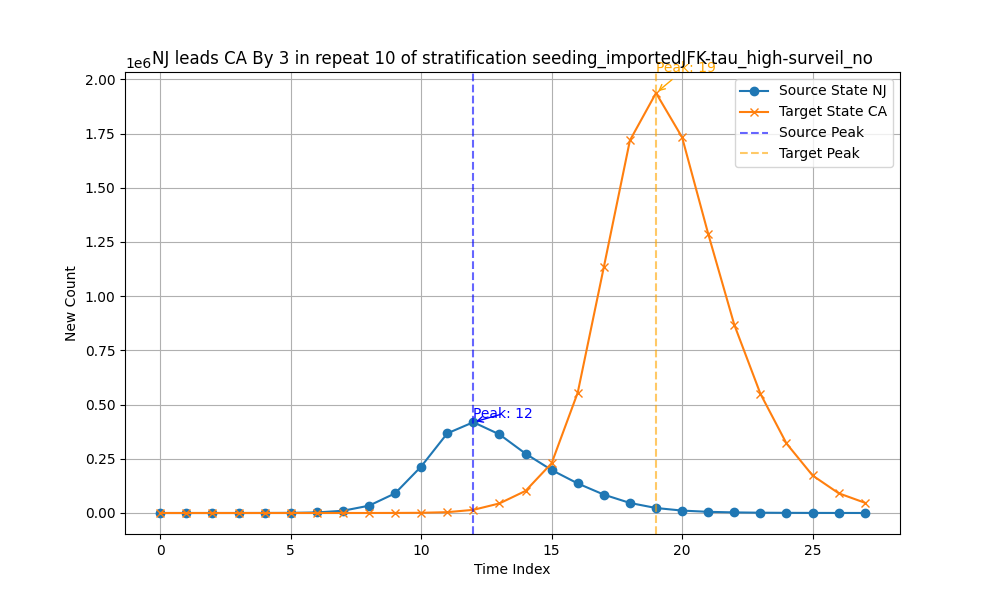 NJ leads CA By 3 in repeat 10 of stratification seeding_importedJFK-tau_high-surveil_no
1e6
Peak: 19
2.00
1.75
1.50
1.25
1.00
0.75
0.50
0.25
0.00
New Count
Source State NJ
Target State CA
Source Peak
Target Peak
Peak: 12
0 5 10 15 20 25
Time Index